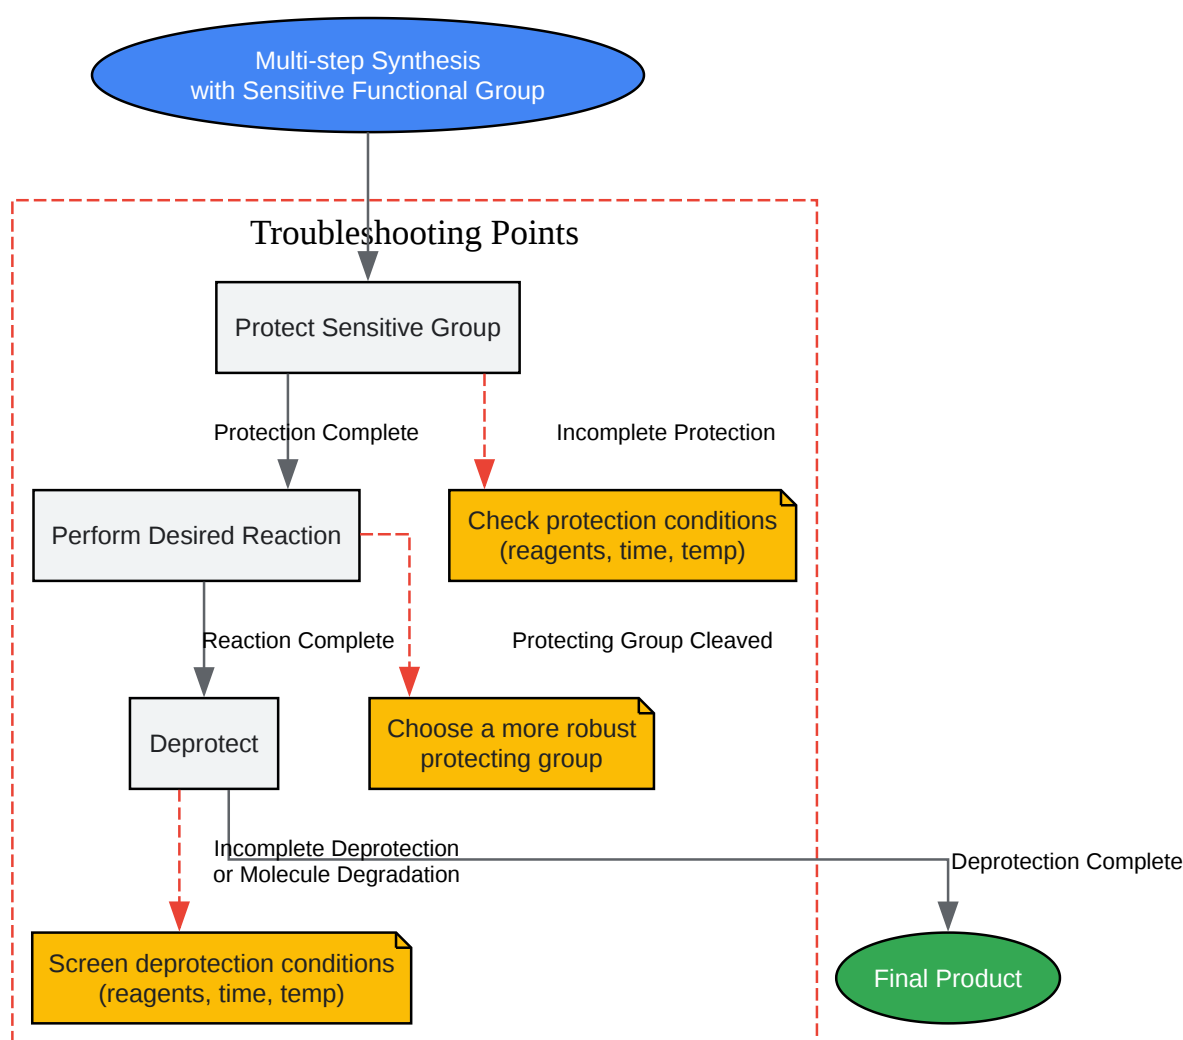 Multi-step Synthesis
with Sensitive Functional Group
Troubleshooting Points
Protect Sensitive Group
Protection Complete
Incomplete Protection
Perform Desired Reaction
Check protection conditions
(reagents, time, temp)
Reaction Complete
Protecting Group Cleaved
Deprotect
Choose a more robust
protecting group
Incomplete Deprotection
or Molecule Degradation
Deprotection Complete
Screen deprotection conditions
(reagents, time, temp)
Final Product